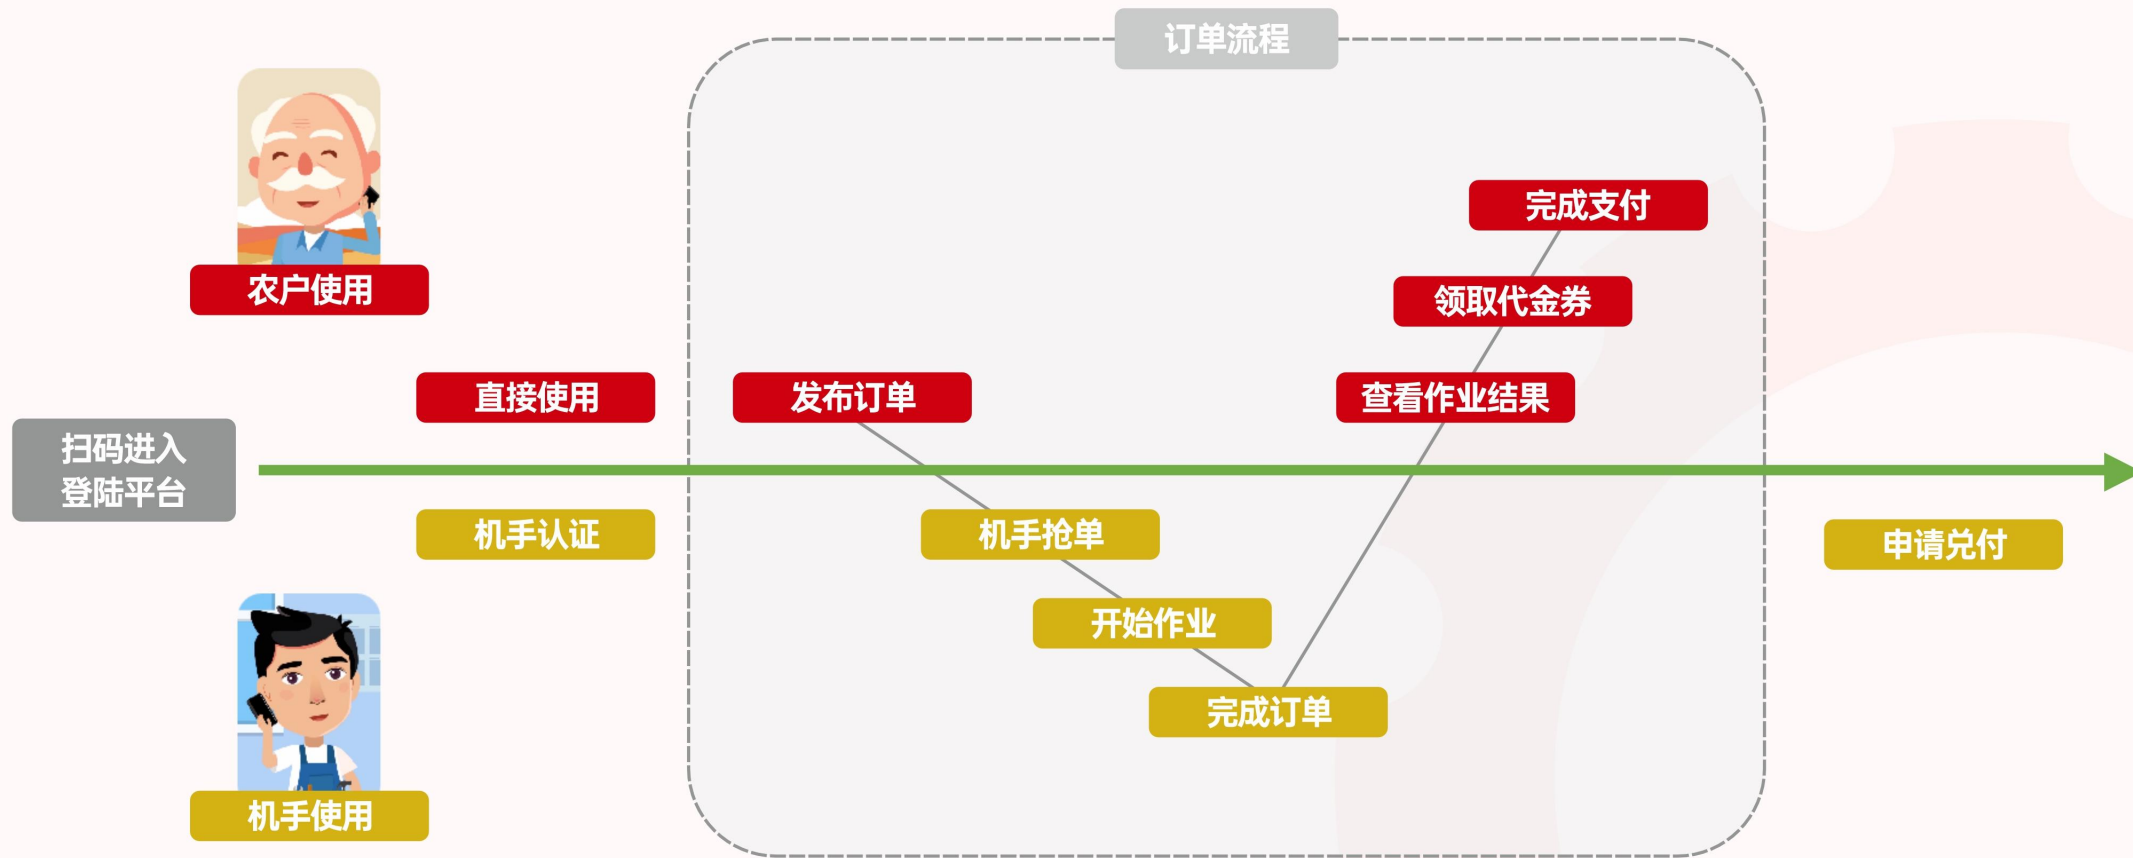 订单流程
完成支付
农户使用
领取代金券
直接使用
发布订单
查看作业结果
扫码进入
登陆平台
机手认证
机手抢单
申请兑付
开始作业
完成订单
机手使用